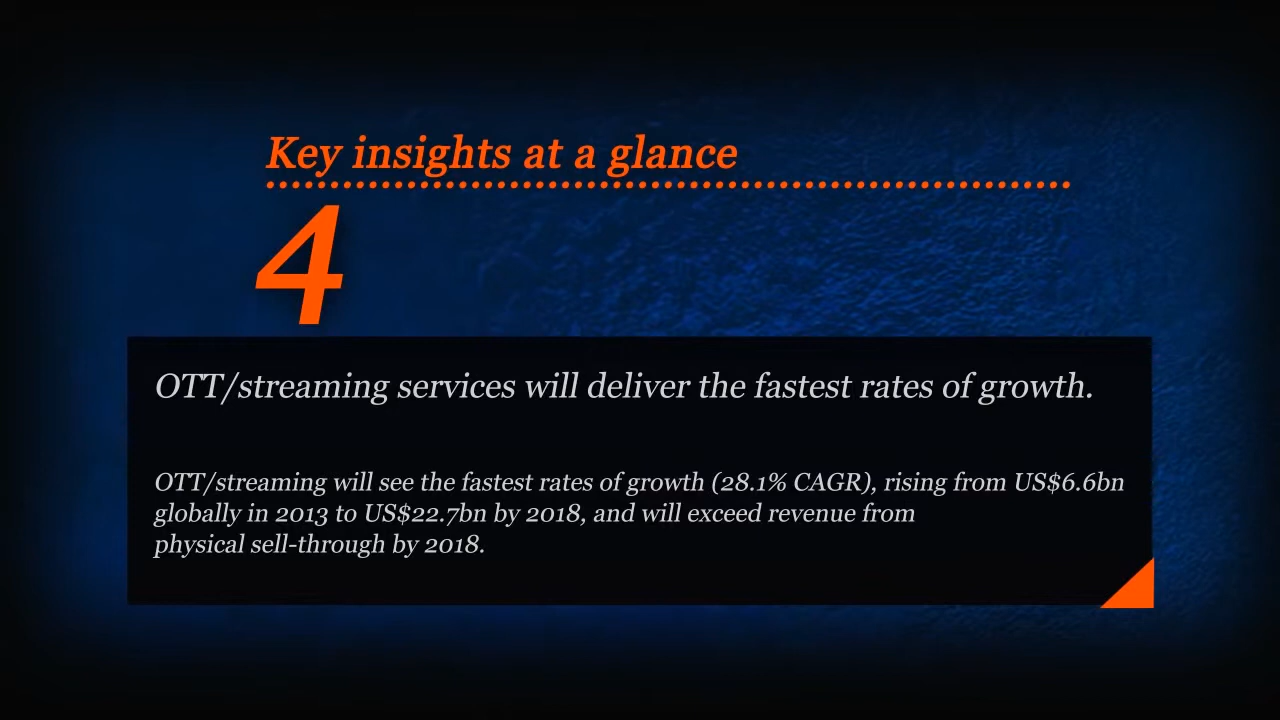 Key insights at a glance
4
OTT/streaming services will deliver the fastest rates of growth.
OTT/streaming will see the fastest rates of growth (28.1% CAGR), rising from US$6.6bn
globally in 2013 to US$22.7bn by 2018, and will exceed revenue from
physical sell-through by 2018.